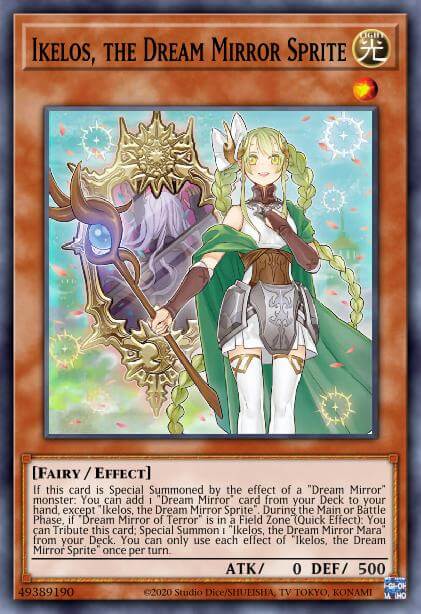 Ikelos, the Dream Mirror Sprite
LIGHT
光
[Fairy / Effect]
If this card is Special Summoned by the effect of a "Dream Mirror"
monster: You can add 1 "Dream Mirror" card from your Deck to your
hand, except "Ikelos, the Dream Mirror Sprite". During the Main or Battle
Phase, if "Dream Mirror of Terror" is in a Field Zone (Quick Effect): You
can Tribute this card; Special Summon 1 "Ikelos, the Dream Mirror Mara"
from your Deck. You can only use each effect of "Ikelos, the Dream
Mirror Sprite" once per turn.
ATK/ 0 DEF/ 500
49389190
©2020 Studio Dice/SHUEISHA, TV TOKYO, KONAMI